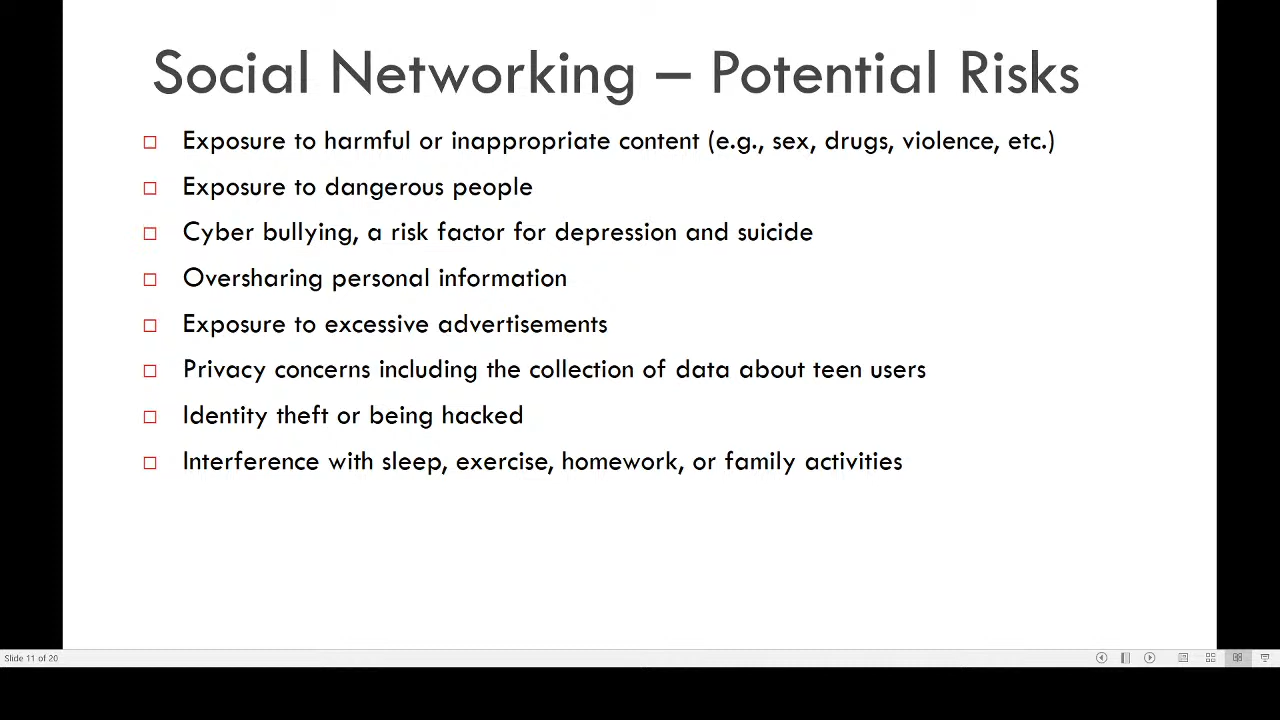 Social Networking – Potential Risks
Exposure to harmful or inappropriate content (e.g., sex, drugs, violence, etc.)
Exposure to dangerous people
Cyber bullying, a risk factor for depression and suicide
Oversharing personal information
Exposure to excessive advertisements
Privacy concerns including the collection of data about teen users
Identity theft or being hacked
Interference with sleep, exercise, homework, or family activities
Slide 11 of 20